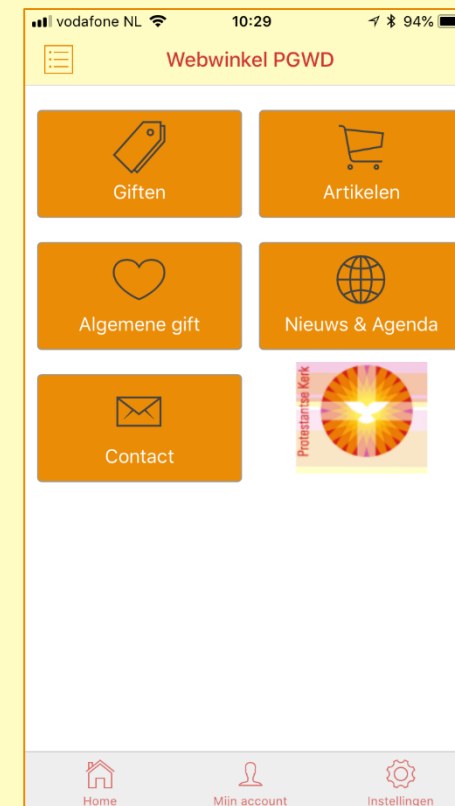 vodafone NL 10:29 94%
Webwinkel PGWD
Giften Artikelen
Algemene gift Nieuws & Agenda
Protestantse Kerk
Contact
Home Mijn account Instellingen